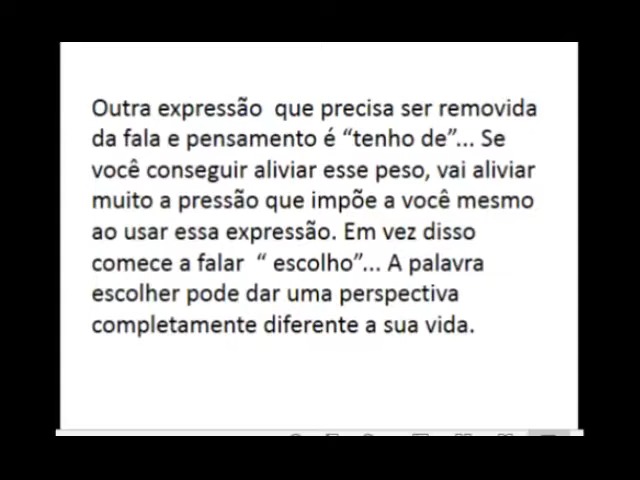 Outra expressão  que precisa ser removida
da fala e pensamento é “tenho de”... Se
você conseguir aliviar esse peso, vai aliviar
muito a pressão que impõe a você mesmo
ao usar essa expressão. Em vez disso
comece a falar  “ escolho”... A palavra
escolher pode dar uma perspectiva
completamente diferente a sua vida.